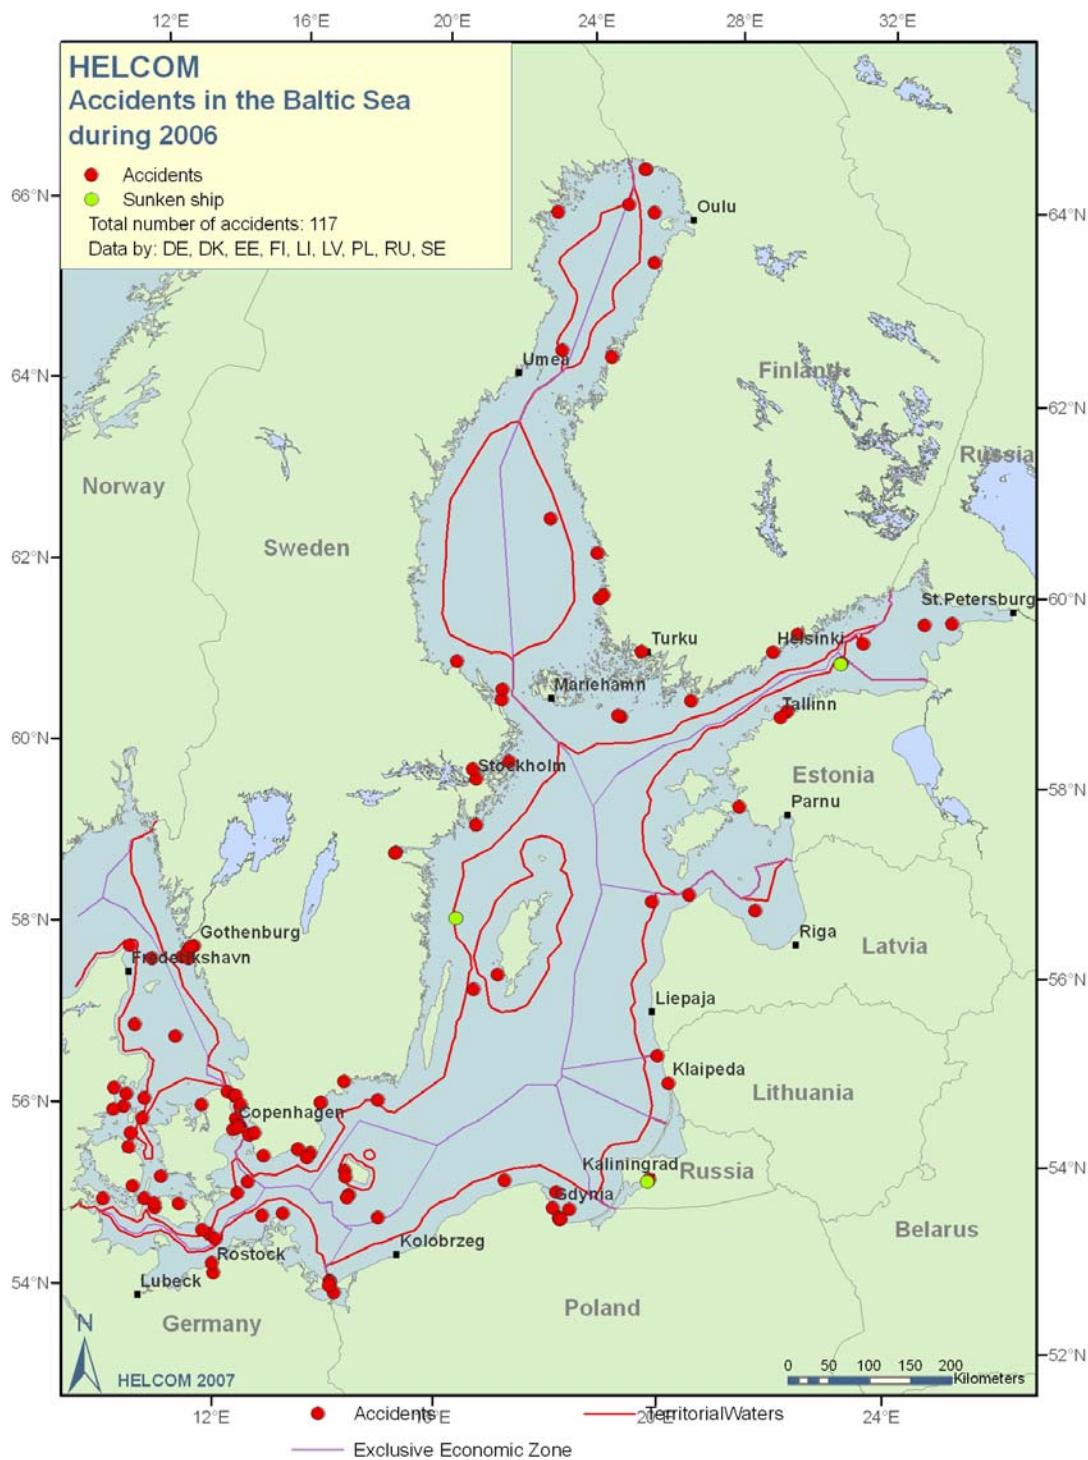 12°E 16°E 20°E 24°E 28°E 32°E
HELCOM
Accidents in the Baltic Sea
during 2006
Accidents
Sunken ship
Total number of accidents: 117
Data by: DE, DK, EE, FI, LI, LV, PL, RU, SE
66°N
Oulu
64°N
Umea
64°N
Finland
62°N
Russia
Norway
Sweden
62°N
60°N
St.Petersburg
Helsinki
Turku
Mariehamn
Tallinn
60°N
Stockholm
Estonia
58°N
Parnu
58°N
Gothenburg
Riga
Latvia
Frederikshavn
56°N
Liepaja
Klaipeda
Lithuania
56°N
Copenhagen
Kaliningrad
Russia
54°N
Gdynia
Belarus
Rostock
Kolobrzeg
54°N
Lubeck
Poland
Germany
N
52°N
0 50 100 150 200
Kilometers
HELCOM 2007
12°E 16°E 20°E 24°E
Accidents TerritorialWaters
Exclusive Economic Zone